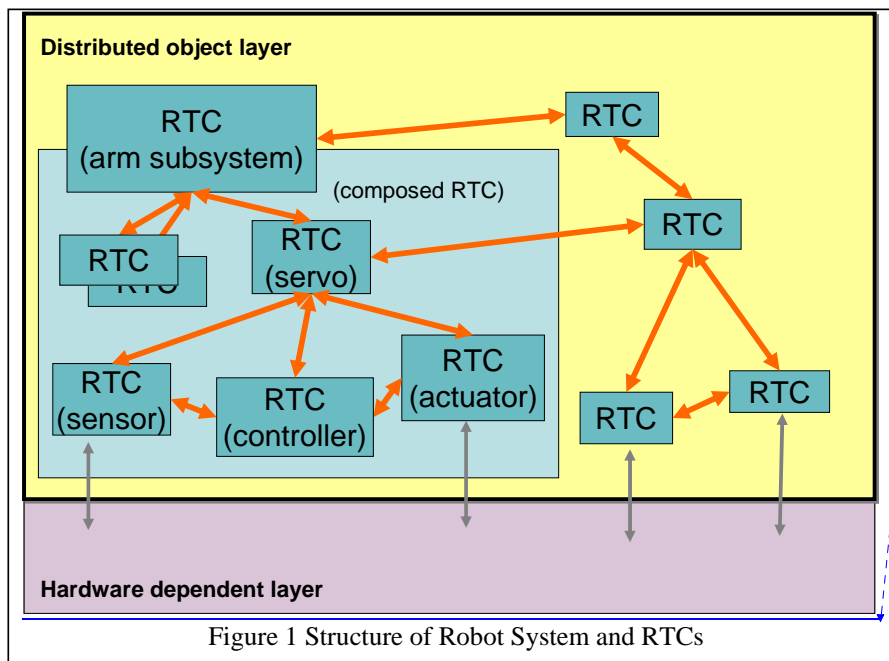 Distributed object layer
RTC
(arm subsystem)
RTC
(composed RTC)
RTC
RTC
RTC
RTC
(servo)
RTC
(sensor)
RTC
(controller)
RTC
(actuator)
RTC
RTC
Hardware dependent layer
Figure 1 Structure of Robot System and RTCs